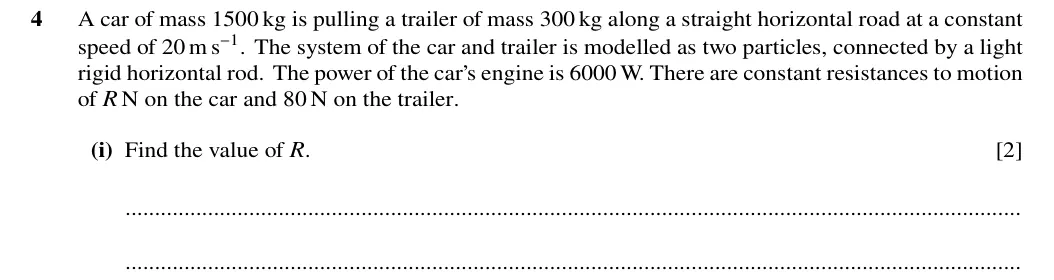 4 A car of mass 1500 kg is pulling a trailer of mass 300 kg along a straight horizontal road at a constant
speed of 20 m s⁻¹. The system of the car and trailer is modelled as two particles, connected by a light
rigid horizontal rod. The power of the car's engine is 6000 W. There are constant resistances to motion
of R N on the car and 80 N on the trailer.
(i) Find the value of R. [2]